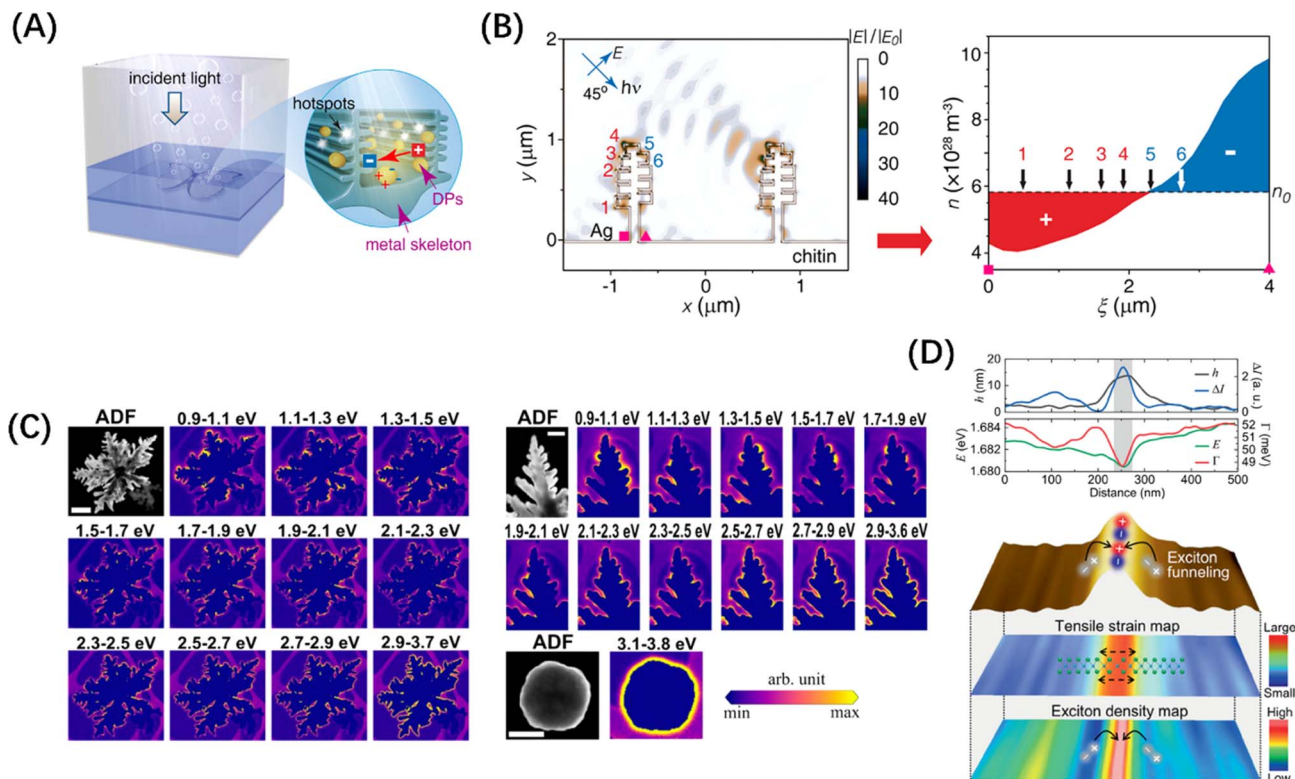 (A)
incident light
hotspots
-
+
+ +
-
DPs
metal skeleton
(B)
|E| / |E₀|
2
1
0
y (μm)
E
hν
45º
4
3
2
1
5
6
Ag
chitin
-1 0 1
x (μm)
0
10
20
30
40
n (×10²⁸ m⁻³)
10
8
6
4
1 2 3 4 5 6
+
-
n₀
0 2 4
ξ (μm)
(C)
ADF 0.9-1.1 eV 1.1-1.3 eV 1.3-1.5 eV
1.5-1.7 eV 1.7-1.9 eV 1.9-2.1 eV 2.1-2.3 eV
2.3-2.5 eV 2.5-2.7 eV 2.7-2.9 eV 2.9-3.7 eV
ADF 0.9-1.1 eV 1.1-1.3 eV 1.3-1.5 eV 1.5-1.7 eV 1.7-1.9 eV
1.9-2.1 eV 2.1-2.3 eV 2.3-2.5 eV 2.5-2.7 eV 2.7-2.9 eV 2.9-3.6 eV
ADF 3.1-3.8 eV
arb. unit
min max
(D)
20
10
0
h (nm)
h
ΔI
2
0
ΔI (a. u.)
1.684
1.680
E (eV)
E
Γ
52
51
50
49
Γ (meV)
0 100 200 300 400 500
Distance (nm)
Exciton
funneling
Tensile strain map
Large
Small
Exciton density map
High
Low